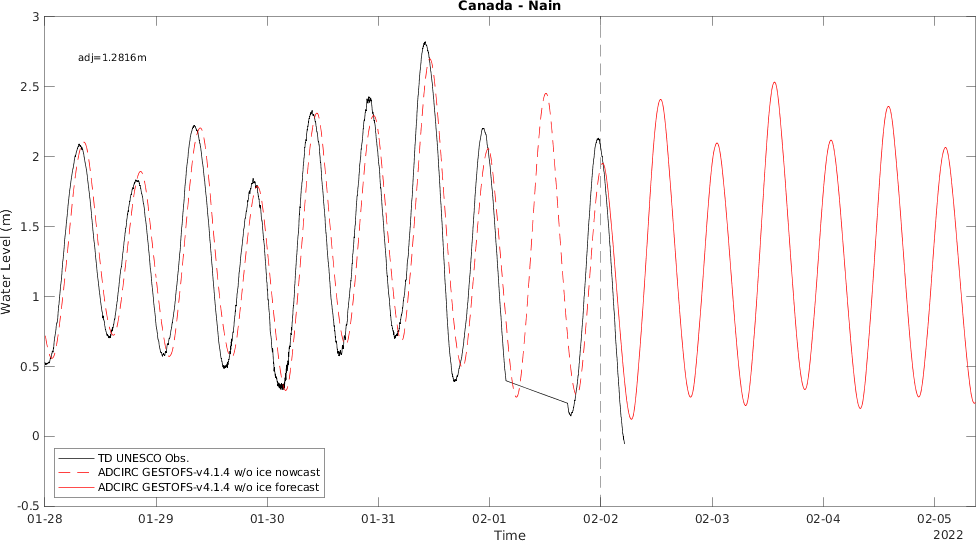 Canada - Nain
adj=1.2816m
3
2.5
2
1.5
1
0.5
0
-0.5
Water Level (m)
TD UNESCO Obs.
ADCIRC GESTOFS-v4.1.4 w/o ice nowcast
ADCIRC GESTOFS-v4.1.4 w/o ice forecast
01-28 01-29 01-30 01-31 02-01 02-02 02-03 02-04 02-05
Time
2022